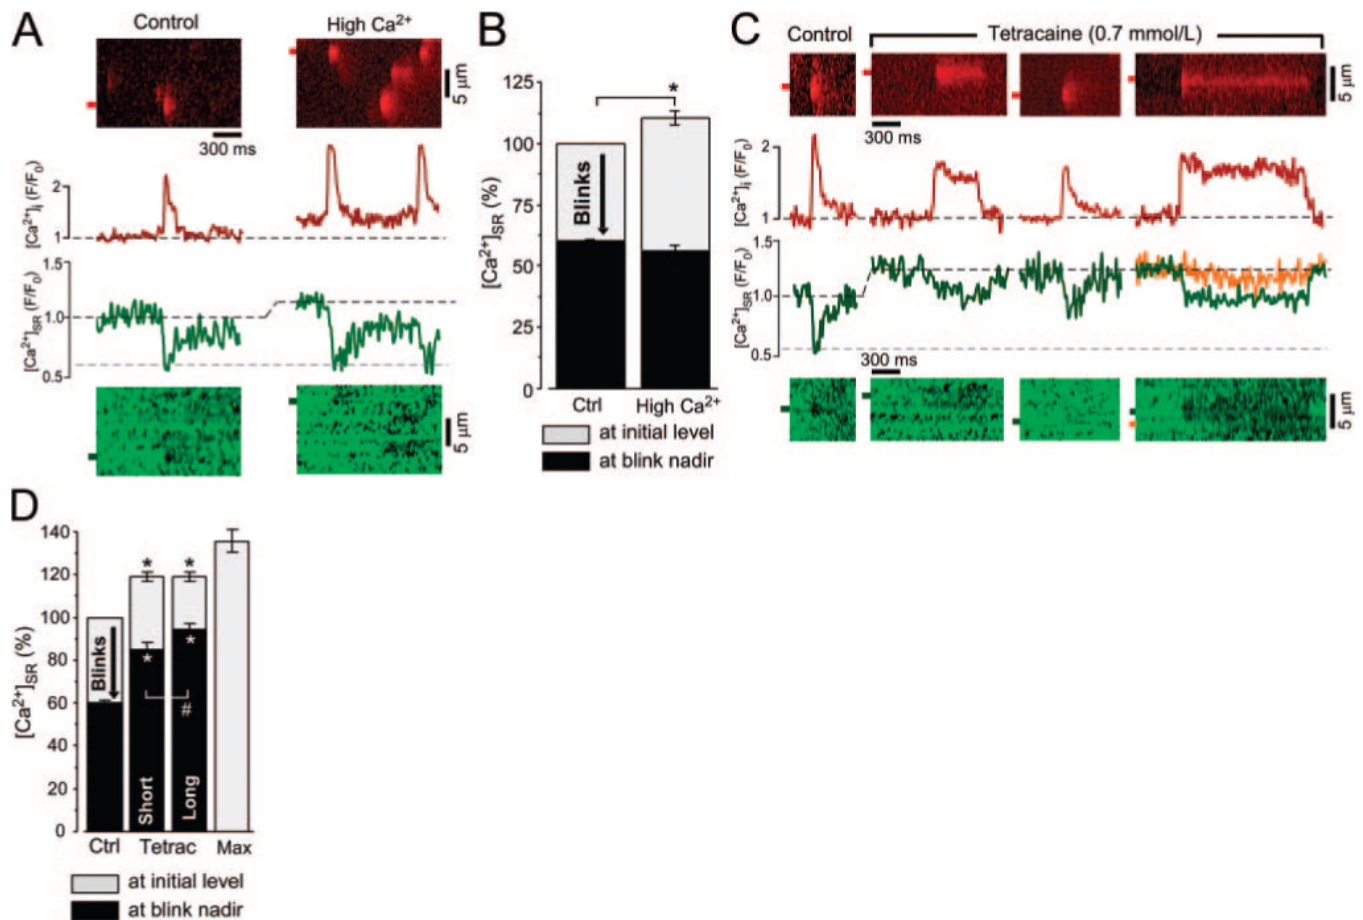 A
Control
High Ca²⁺
5 μm
300 ms
[Ca²⁺]ᵢ (F/F₀)
2
1
[Ca²⁺]SR (F/F₀)
1.5
1.0
0.5
5 μm
B
[Ca²⁺]SR (%)
125
100
75
50
25
0
*
Blinks
Ctrl
High Ca²⁺
at initial level
at blink nadir
C
Control
Tetracaine (0.7 mmol/L)
5 μm
300 ms
[Ca²⁺]ᵢ (F/F₀)
2
1
[Ca²⁺]SR (F/F₀)
1.5
1.0
0.5
300 ms
5 μm
D
[Ca²⁺]SR (%)
140
120
100
80
60
40
20
0
* *
Blinks
* *
#
Short
Long
Ctrl
Tetrac
Max
at initial level
at blink nadir